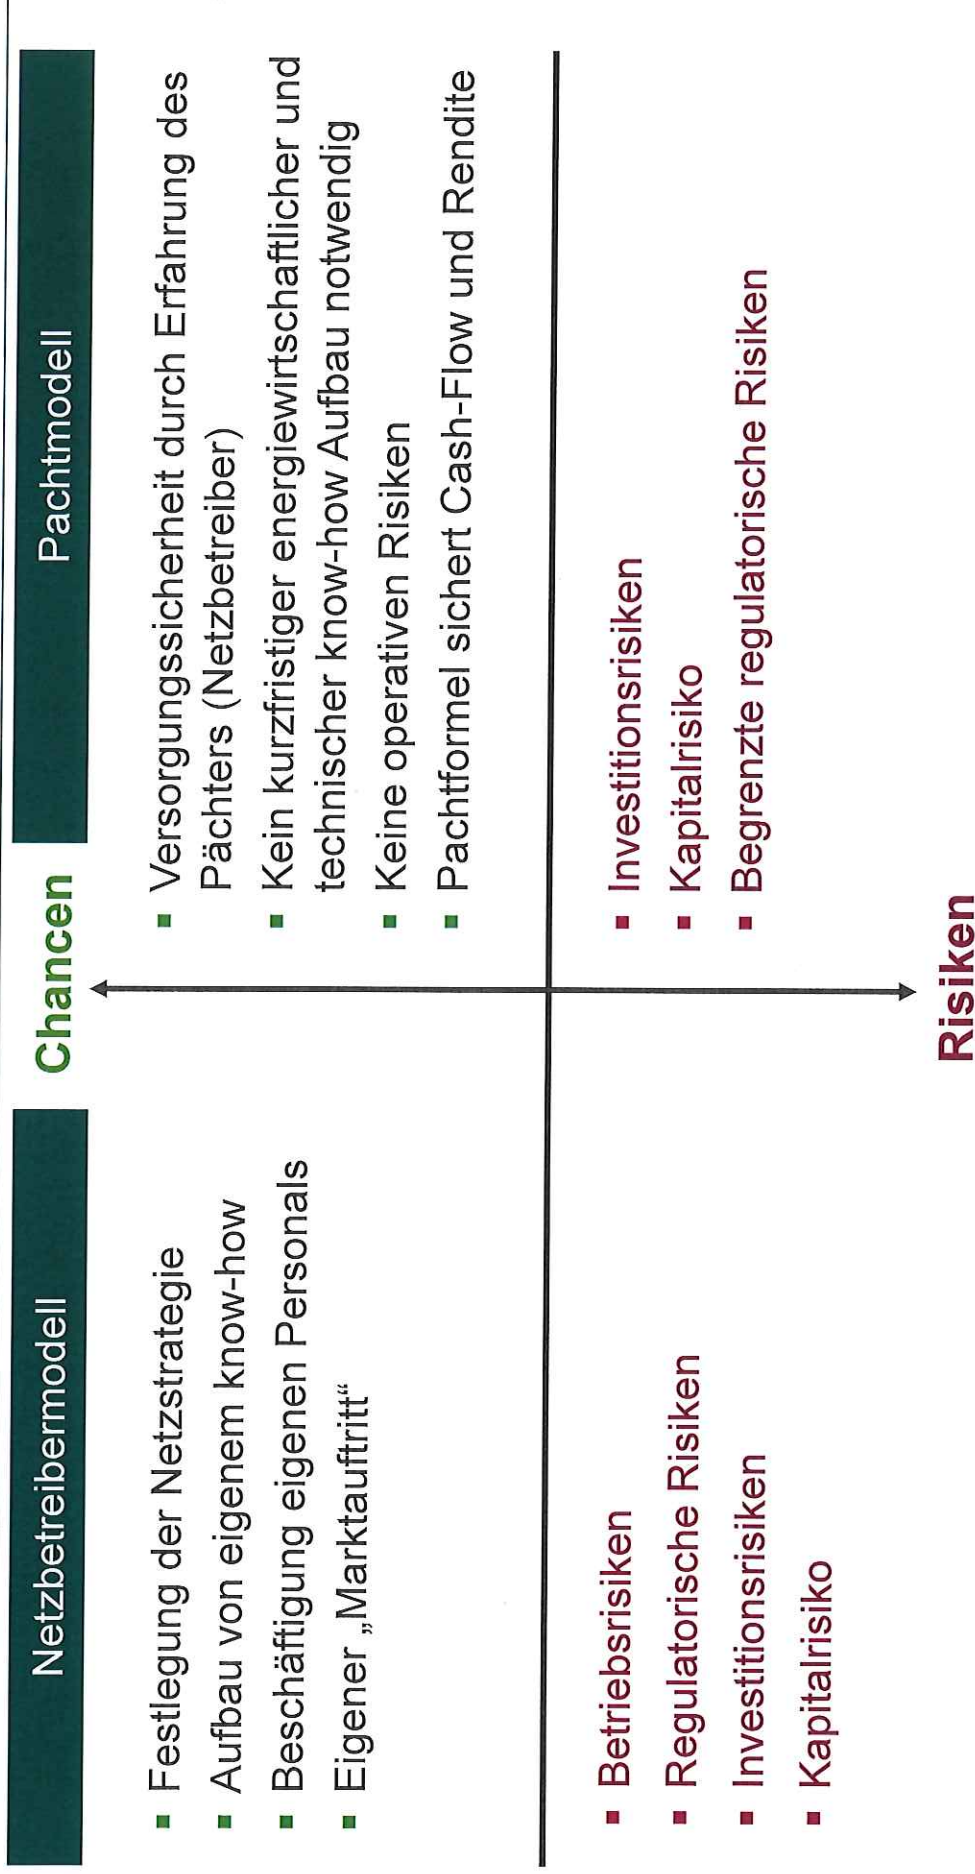 Netzbetreibermodell
Chancen
Pachtmodell
Festlegung der Netzstrategie
Aufbau von eigenem know-how
Beschäftigung eigenen Personals
Eigener „Marktauftritt“
Versorgungssicherheit durch Erfahrung des
Pächters (Netzbetreiber)
Kein kurzfristiger energiewirtschaftlicher und
technischer know-how Aufbau notwendig
Keine operativen Risiken
Pachtformel sichert Cash-Flow und Rendite
Betriebsrisiken
Regulatorische Risiken
Investitionsrisiken
Kapitalrisiko
Investitionsrisiken
Kapitalrisiko
Begrenzte regulatorische Risiken
Risiken